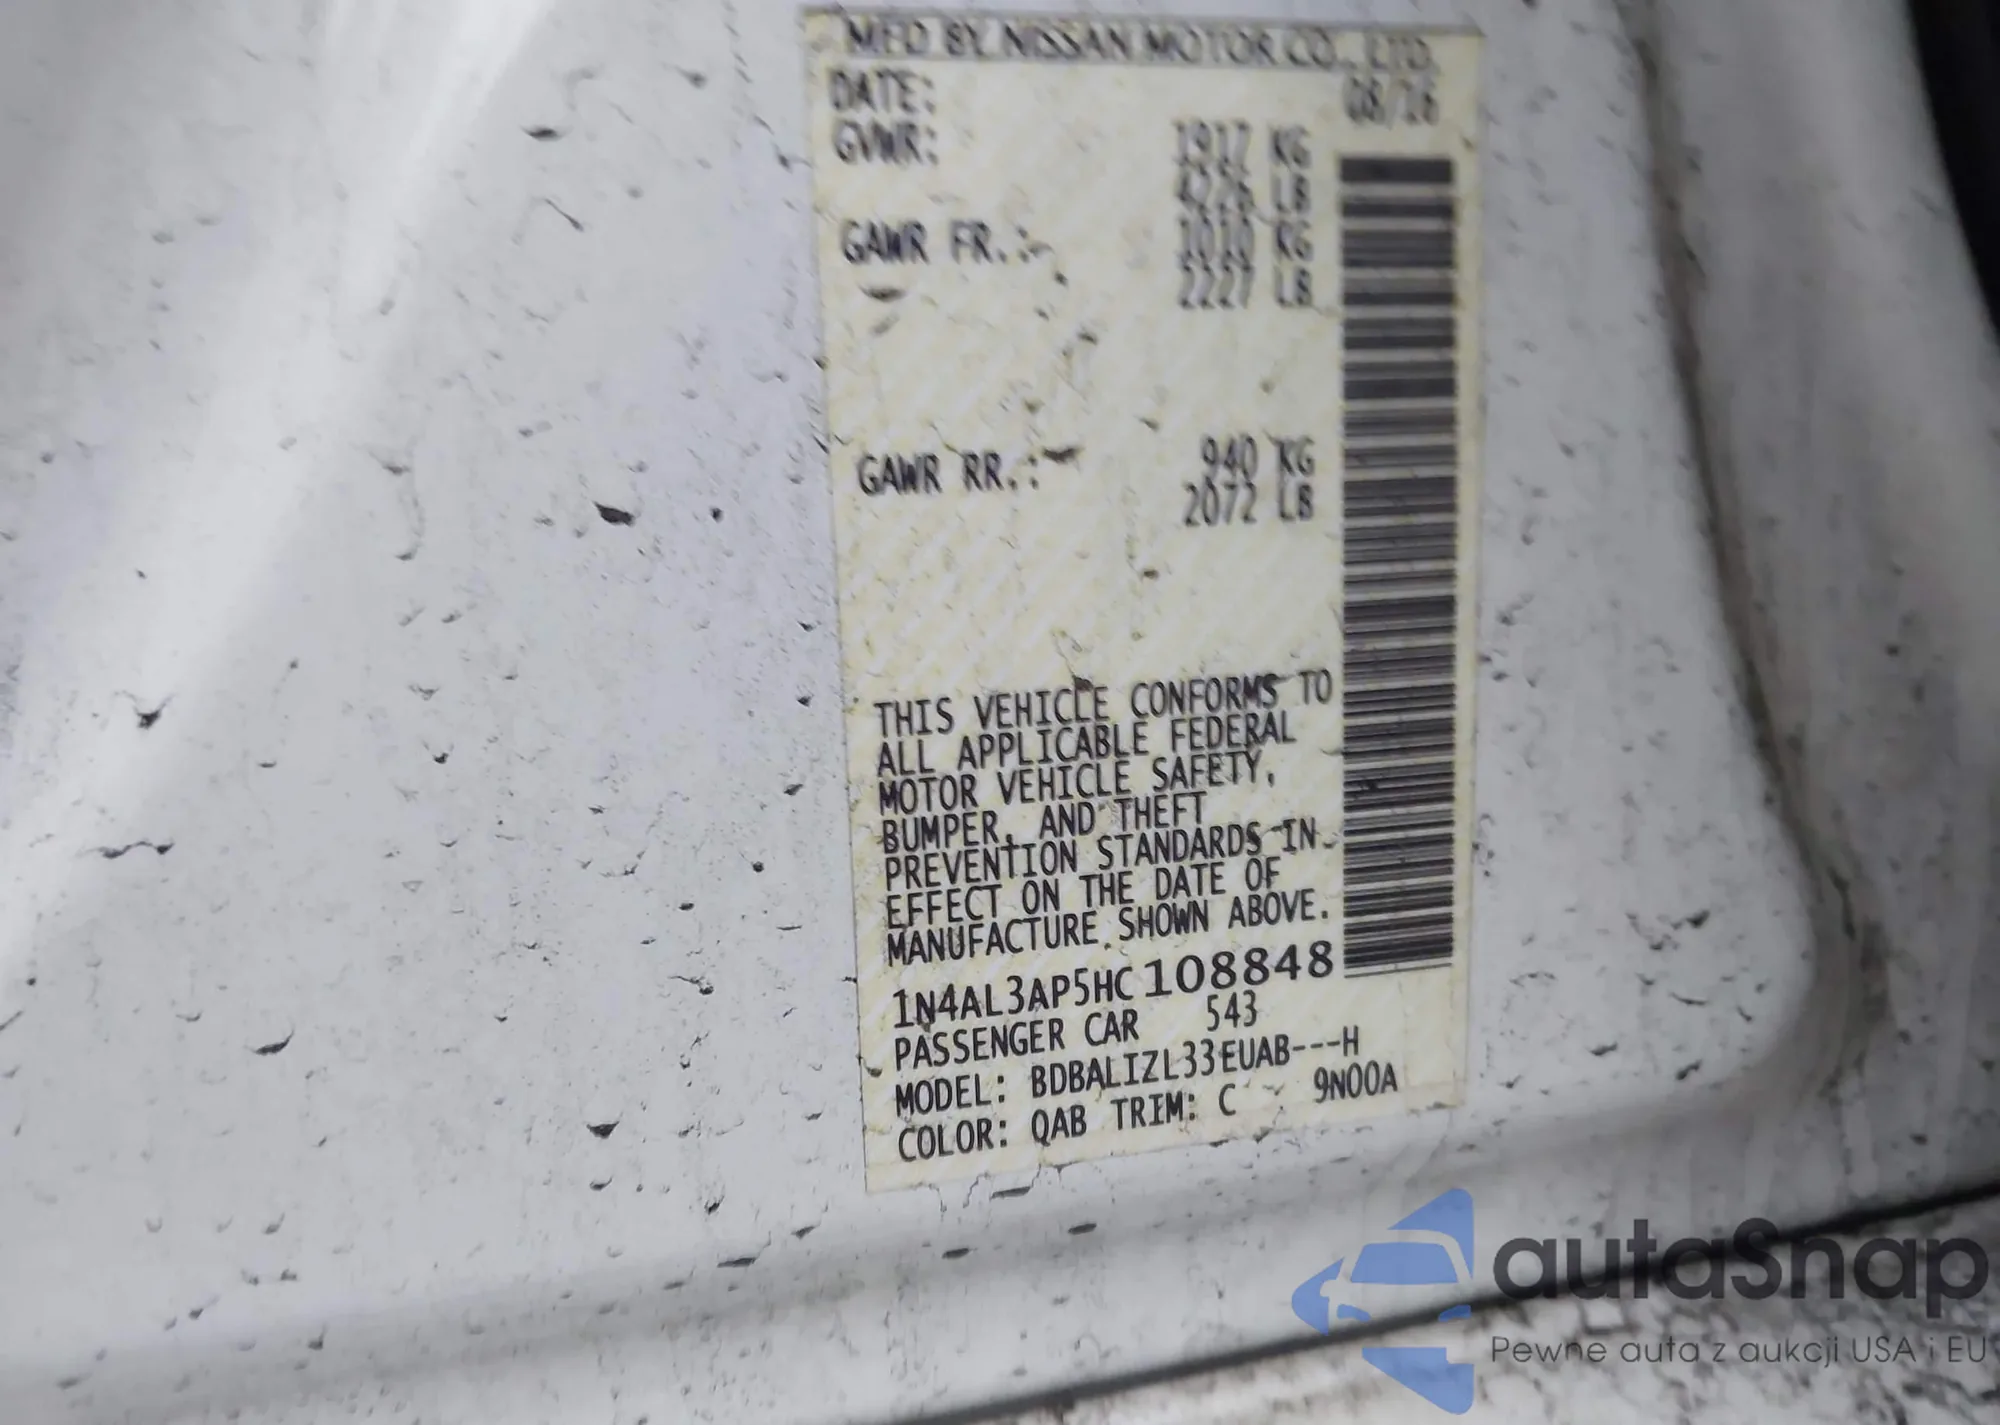 MFD BY NISSAN MOTOR CO., LTD.
DATE: 08/16
GVWR: 1917 KG
4226 LB
GAWR FR.: 1010 KG
2227 LB
GAWR RR.: 940 KG
2072 LB
THIS VEHICLE CONFORMS TO
ALL APPLICABLE FEDERAL
MOTOR VEHICLE SAFETY,
BUMPER, AND THEFT
PREVENTION STANDARDS IN
EFFECT ON THE DATE OF
MANUFACTURE SHOWN ABOVE.
1N4AL3AP5HC108848
PASSENGER CAR 543
MODEL: BDBALIZL33EUAB---H
COLOR: QAB TRIM: C 9N00A
autaSnap
Pewne auta z aukcji USA i EU